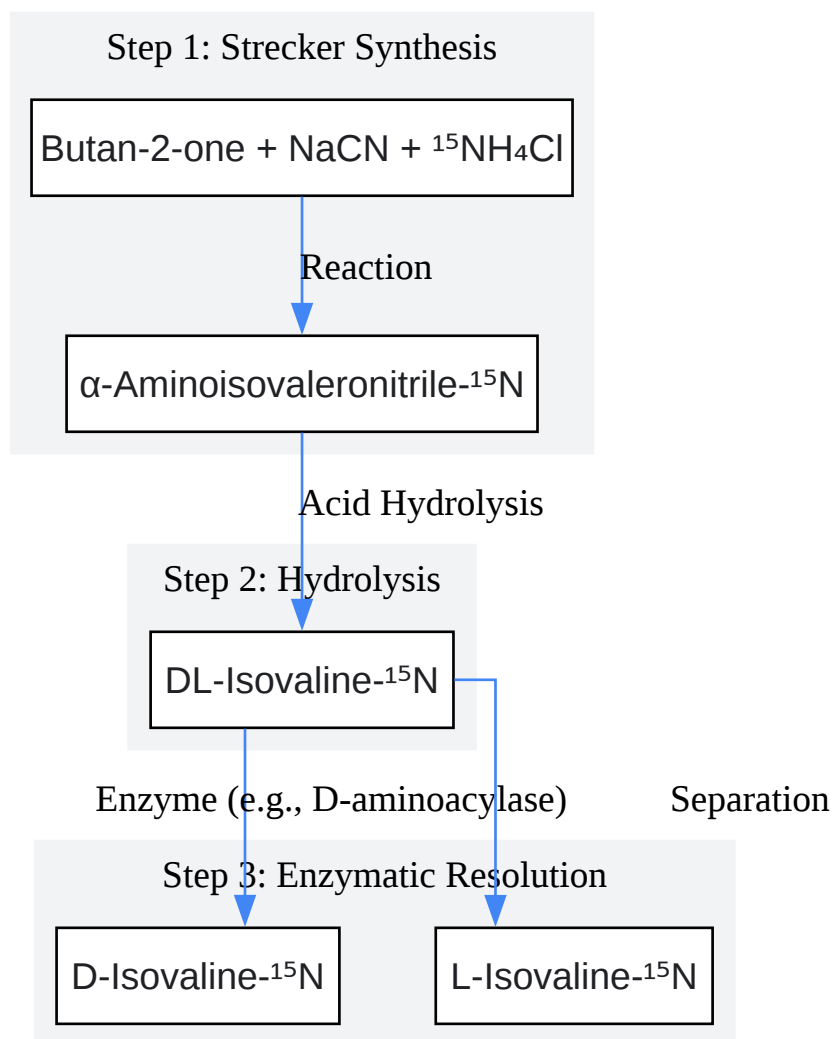 Step 1: Strecker Synthesis
Butan-2-one + NaCN + ¹⁵NH₄Cl
Reaction
α-Aminoisovaleronitrile-¹⁵N
Acid Hydrolysis
Step 2: Hydrolysis
DL-Isovaline-¹⁵N
Enzyme (e.g., D-aminoacylase)
Separation
Step 3: Enzymatic Resolution
D-Isovaline-¹⁵N
L-Isovaline-¹⁵N